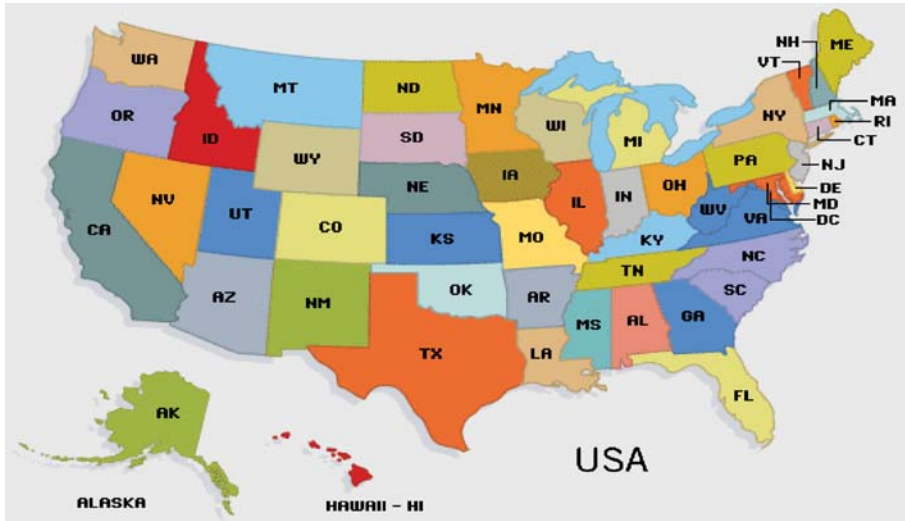 WA
MT
ND
MN
OR
ID
WY
SD
WI
MI
NH
VT
ME
MA
RI
CT
NY
PA
NJ
DE
MD
DC
NV
UT
CO
NE
IA
IL
IN
OH
WV
VA
CA
KS
MO
KY
NC
TN
SC
AZ
NM
OK
AR
MS
AL
GA
TX
LA
FL
AK
USA
ALASKA
HAWAII - HI